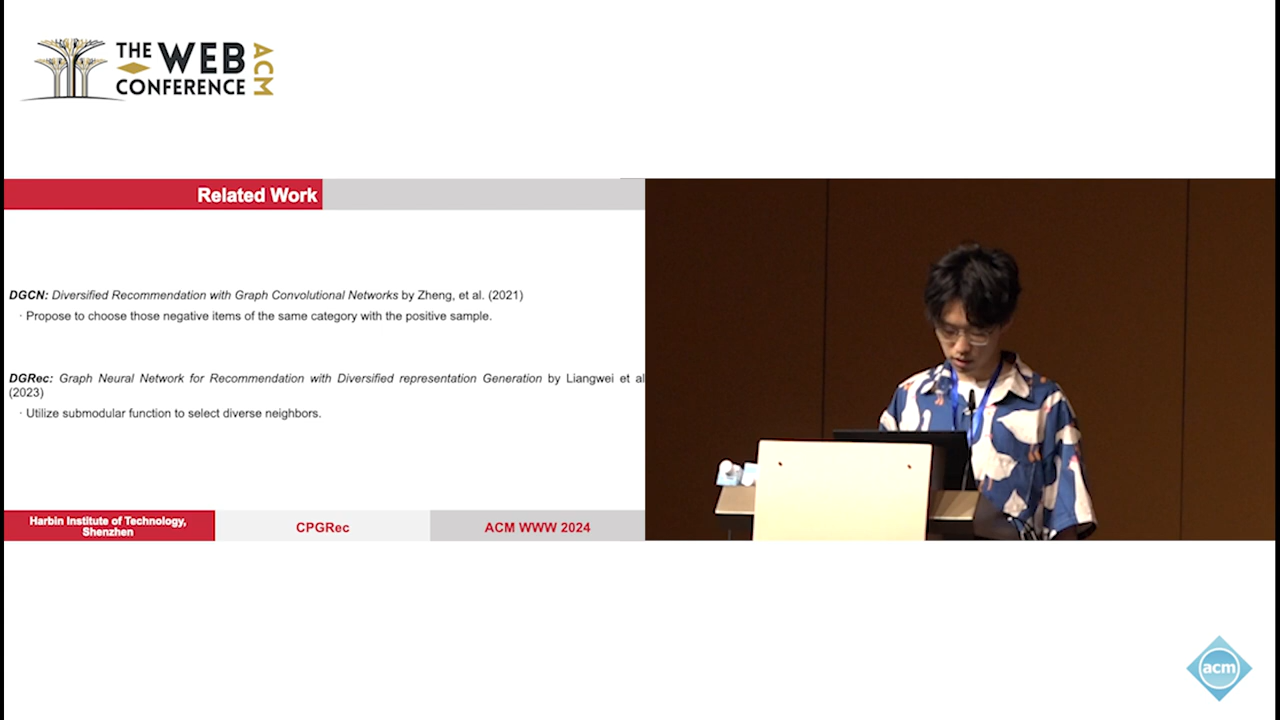 THE WEB
CONFERENCE
ACM
Related Work
DGCN: Diversified Recommendation with Graph Convolutional Networks by Zheng, et al. (2021)
· Propose to choose those negative items of the same category with the positive sample.
DGRec: Graph Neural Network for Recommendation with Diversified representation Generation by Liangwei et al
(2023)
· Utilize submodular function to select diverse neighbors.
Harbin Institute of Technology,
Shenzhen
CPGRec
ACM WWW 2024
acm